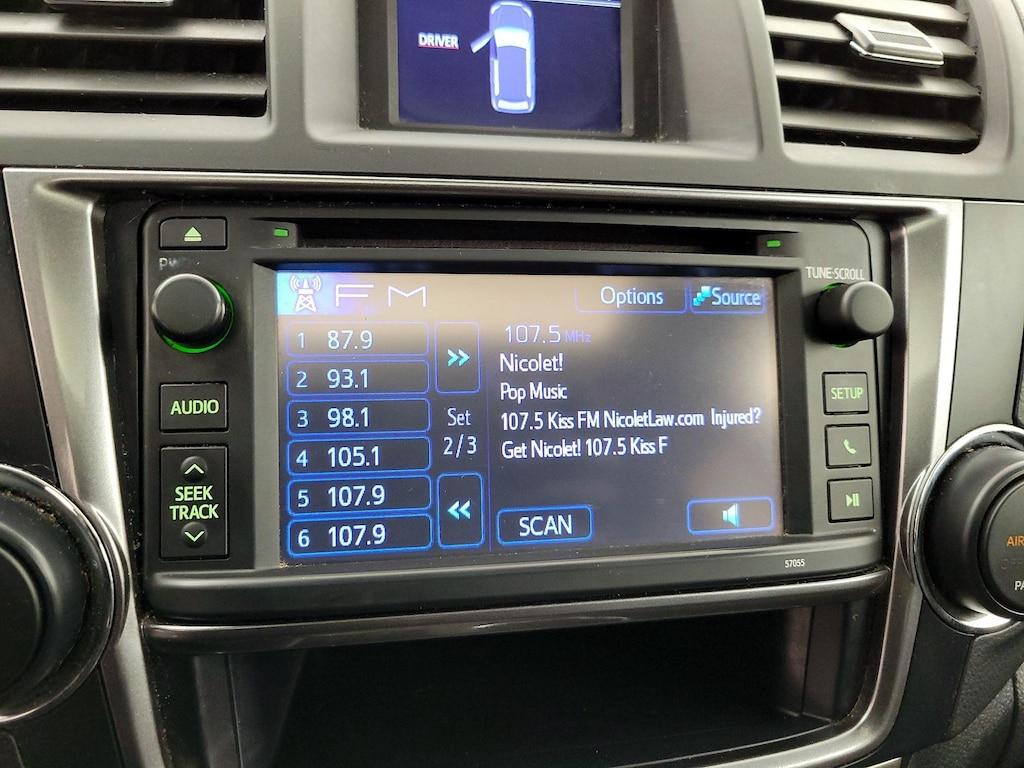 DRIVER
TUNE·SCROLL
FM
Options
Source
1 87.9
2 93.1
3 98.1
4 105.1
5 107.9
6 107.9
Set
2/3
107.5 MHz
Nicolet!
Pop Music
107.5 Kiss FM NicoletLaw.com Injured?
Get Nicolet! 107.5 Kiss F
SCAN
AUDIO
SEEK
TRACK
SETUP
57055
AIR
PA